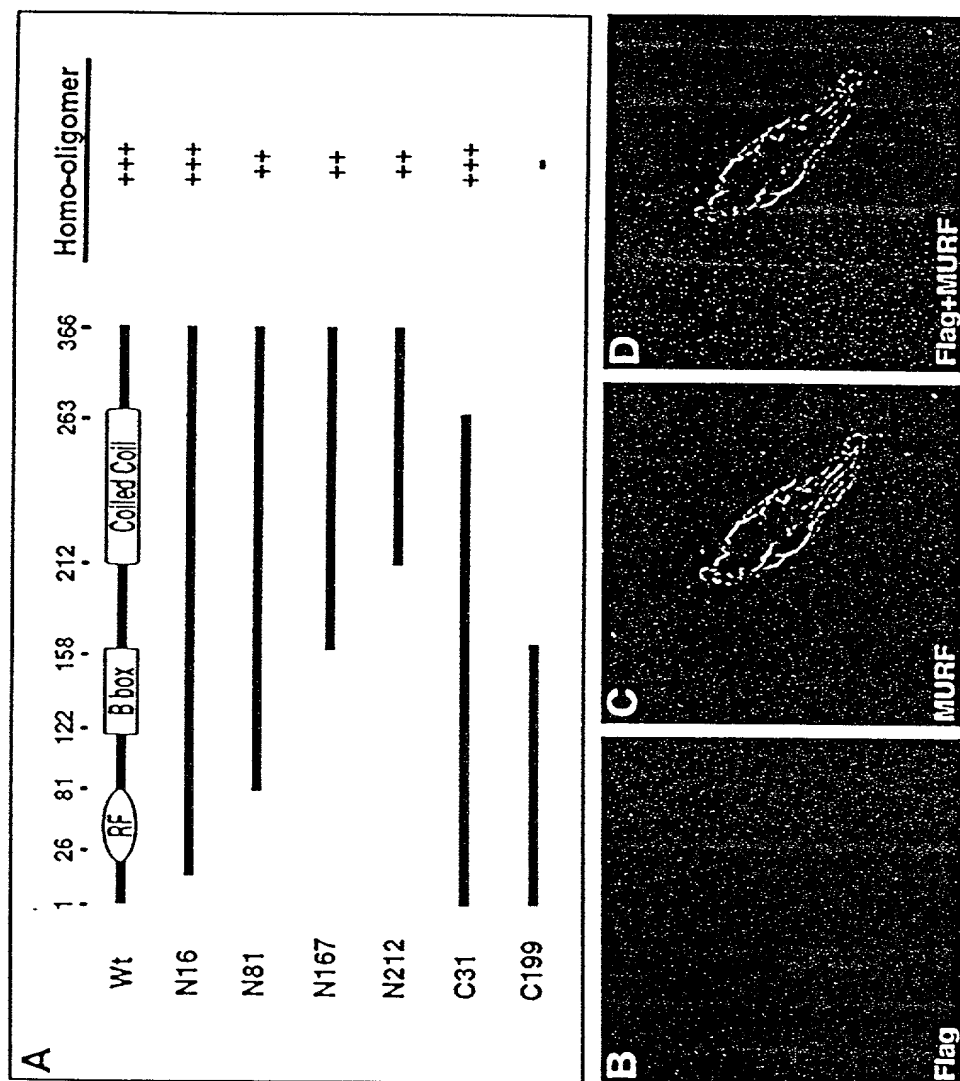 A
Homo-oligomer
1 26 81 122 158 212 263 366
Wt RF B box Coiled Coil +++
N16 +++
N81 ++
N167 ++
N212 ++
C31 +++
C199 -
B
Flag
C
MURF
D
Flag+MURF